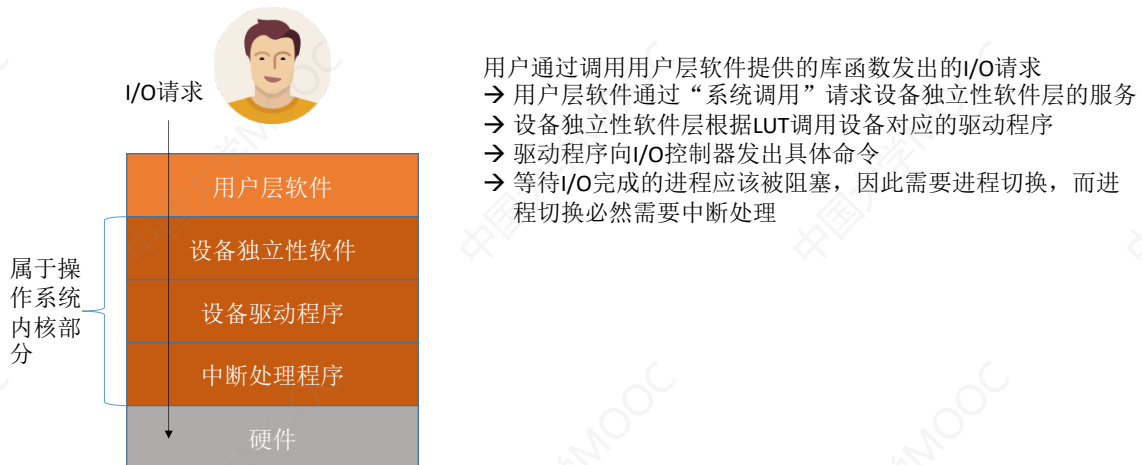 I/O请求
用户层软件
设备独立性软件
设备驱动程序
中断处理程序
硬件
属于操
作系统
内核部
分
用户通过调用用户层软件提供的库函数发出的I/O请求
→ 用户层软件通过“系统调用”请求设备独立性软件层的服务
→ 设备独立性软件层根据LUT调用设备对应的驱动程序
→ 驱动程序向I/O控制器发出具体命令
→ 等待I/O完成的进程应该被阻塞，因此需要进程切换，而进
程切换必然需要中断处理